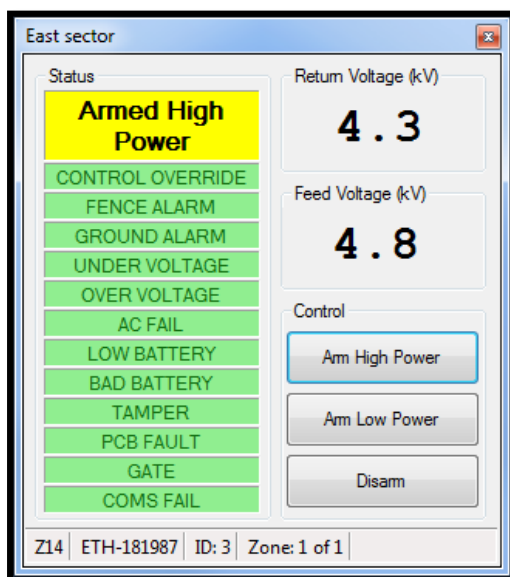 East sector
Status
Armed High
Power
CONTROL OVERRIDE
FENCE ALARM
GROUND ALARM
UNDER VOLTAGE
OVER VOLTAGE
AC FAIL
LOW BATTERY
BAD BATTERY
TAMPER
PCB FAULT
GATE
COMS FAIL
Return Voltage (kV)
4.3
Feed Voltage (kV)
4.8
Control
Arm High Power
Arm Low Power
Disarm
Z14 ETH-181987 ID: 3 Zone: 1 of 1